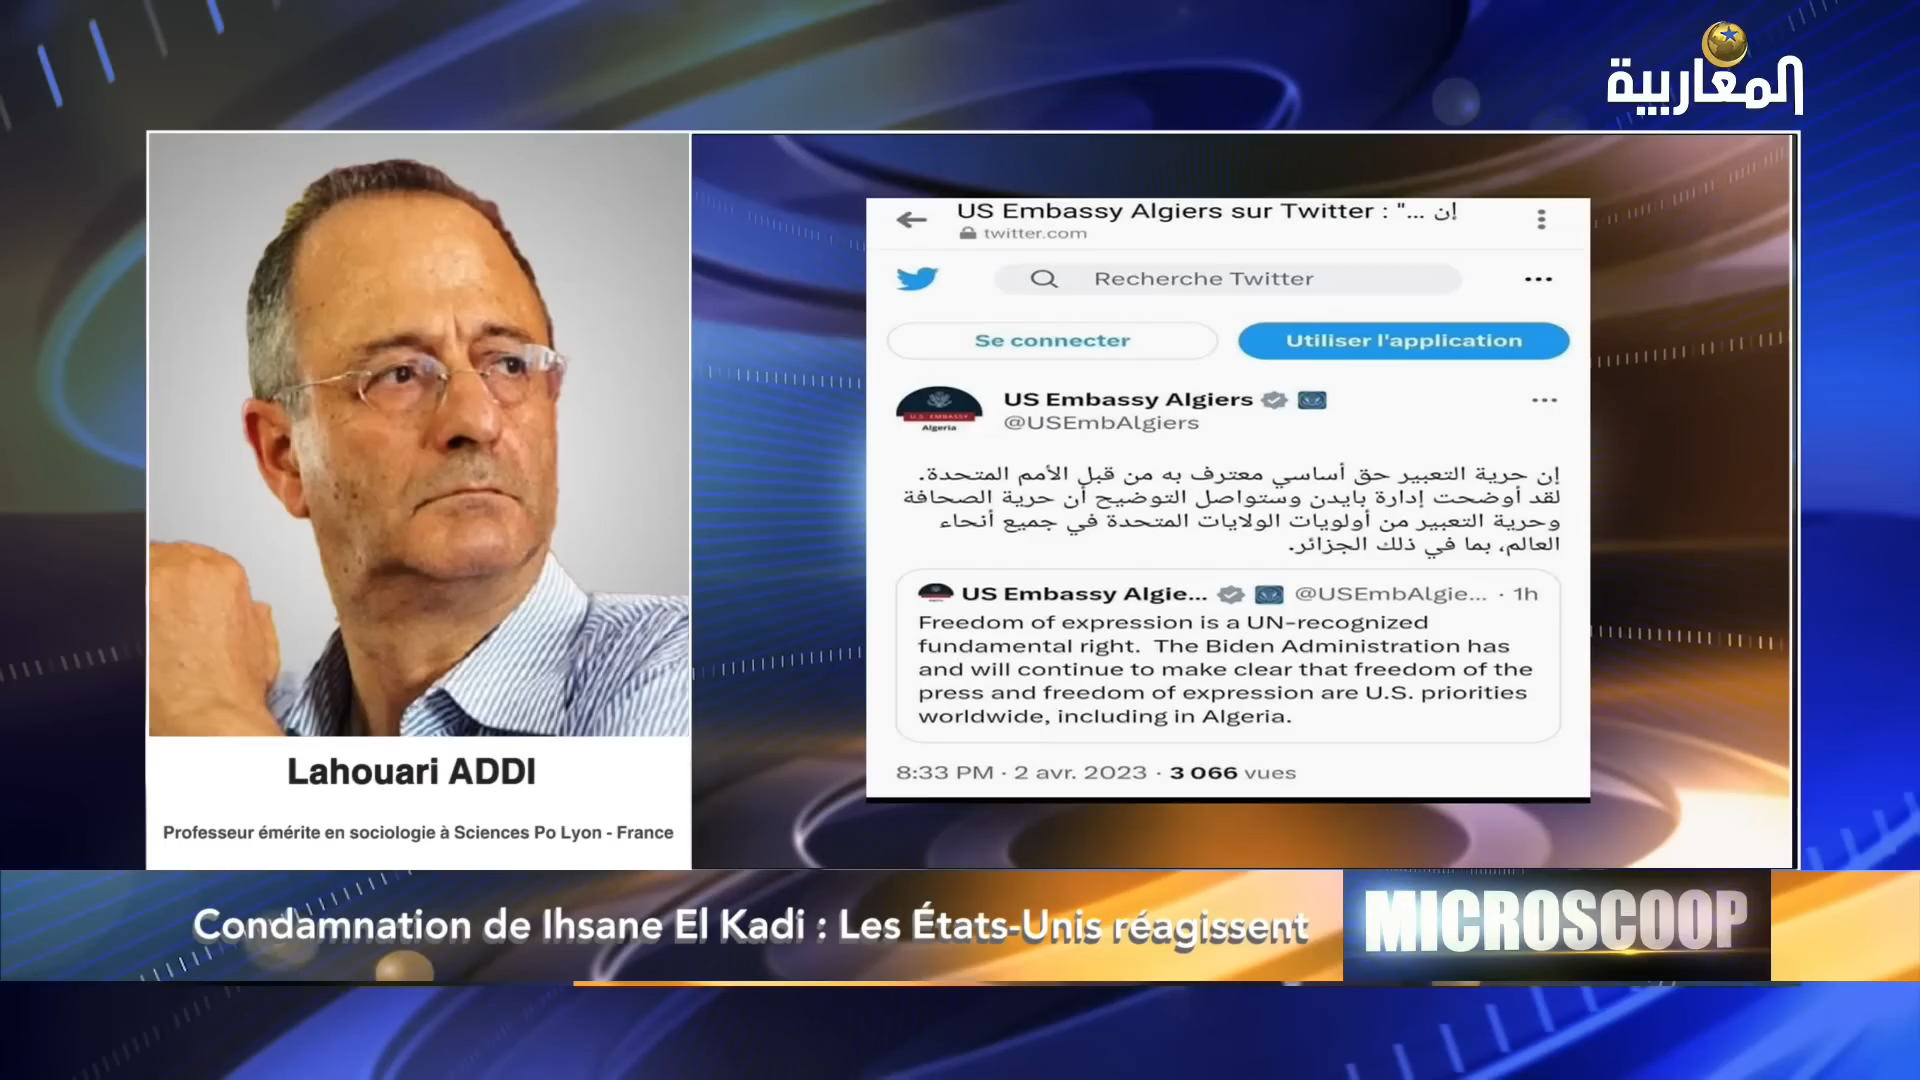 المغاربية
US Embassy Algiers sur Twitter : "... إن
twitter.com
Recherche Twitter
Se connecter
Utiliser l'application
U.S. EMBASSY
Algeria
US Embassy Algiers
@USEmbAlgiers
إن حرية التعبير حق أساسي معترف به من قبل الأمم المتحدة.
لقد أوضحت إدارة بايدن وستواصل التوضيح أن حرية الصحافة
وحرية التعبير من أولويات الولايات المتحدة في جميع أنحاء
العالم، بما في ذلك الجزائر.
US Embassy Algie... @USEmbAlgie... · 1h
Freedom of expression is a UN-recognized
fundamental right.  The Biden Administration has
and will continue to make clear that freedom of the
press and freedom of expression are U.S. priorities
worldwide, including in Algeria.
8:33 PM · 2 avr. 2023 · 3 066 vues
Lahouari ADDI
Professeur émérite en sociologie à Sciences Po Lyon - France
Condamnation de Ihsane El Kadi : Les États-Unis réagissent
MICROSCOOP